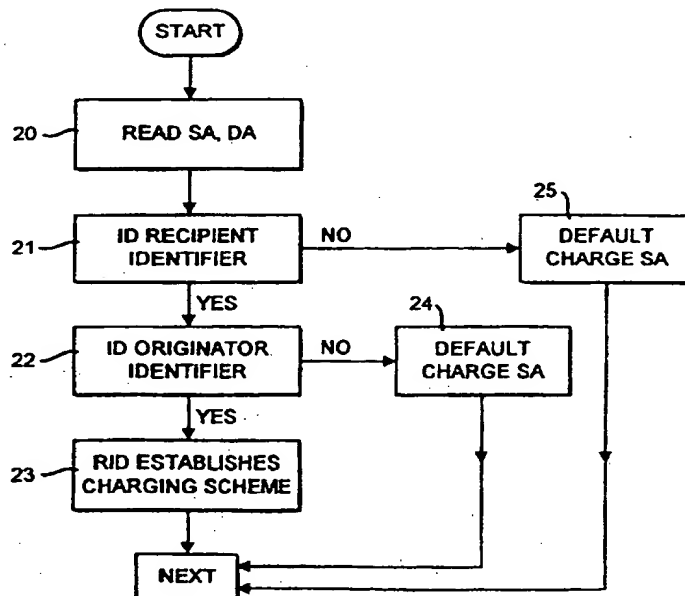 START
20
READ SA, DA
21
ID RECIPIENT
IDENTIFIER
NO
25
DEFAULT
CHARGE SA
YES
22
ID ORIGINATOR
IDENTIFIER
NO
24
DEFAULT
CHARGE SA
YES
23
RID ESTABLISHES
CHARGING SCHEME
NEXT